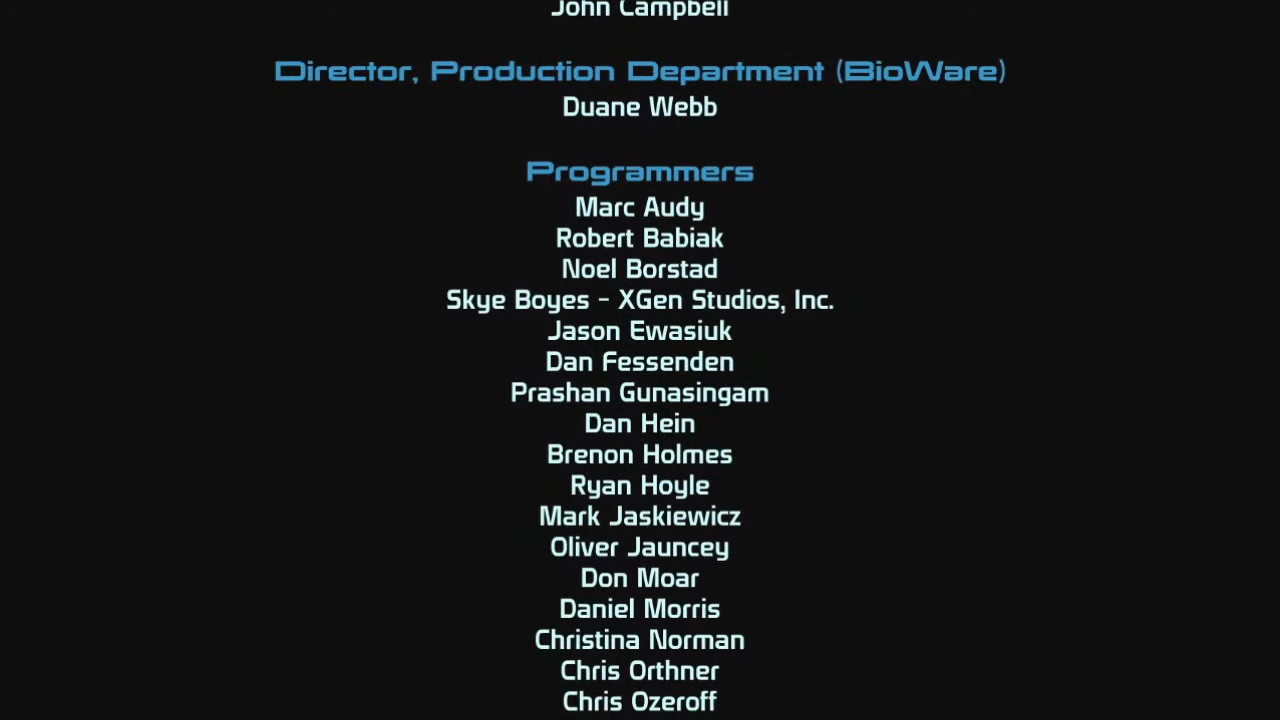 John Campbell
Director, Production Department (BioWare)
Duane Webb
Programmers
Marc Audy
Robert Babiak
Noel Borstad
Skye Boyes - XGen Studios, Inc.
Jason Ewasiuk
Dan Fessenden
Prashan Gunasingam
Dan Hein
Brenon Holmes
Ryan Hoyle
Mark Jaskiewicz
Oliver Jauncey
Don Moar
Daniel Morris
Christina Norman
Chris Orthner
Chris Ozeroff